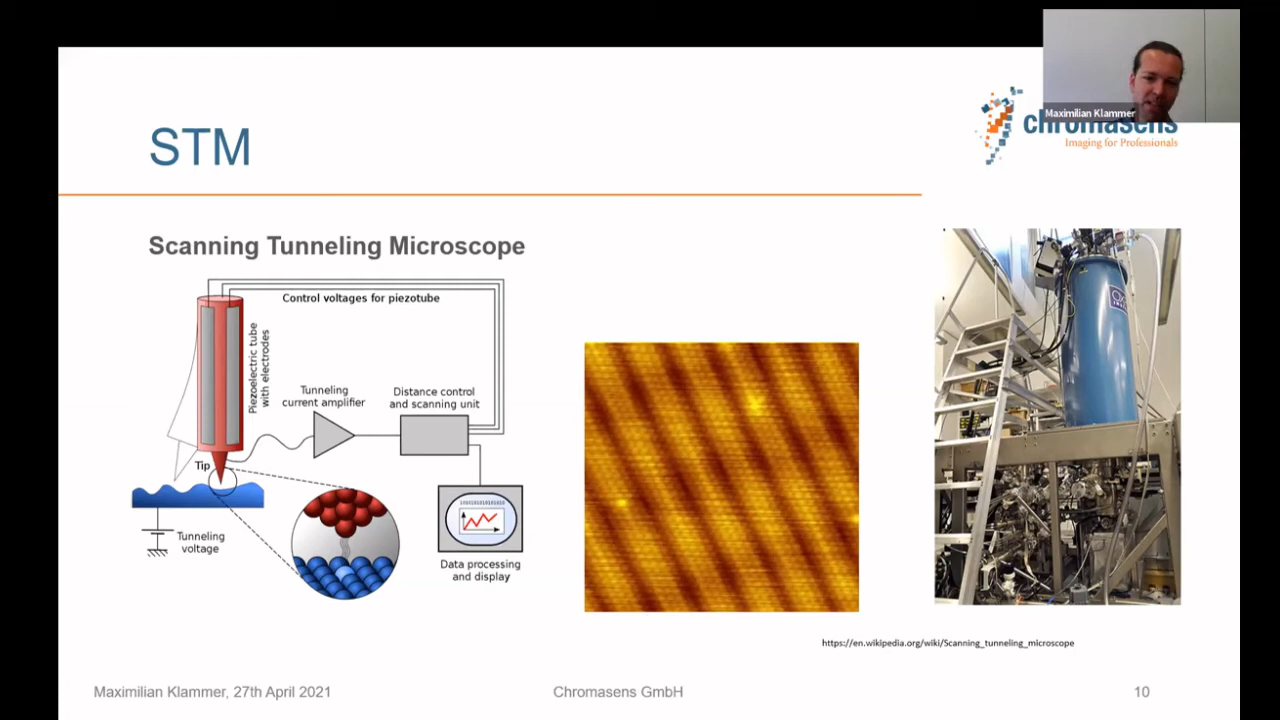 Maximilian Klammer
STM
chromasens
Imaging for Professionals
Scanning Tunneling Microscope
Control voltages for piezotube
Piezoelectric tube
with electrodes
Tunneling
current amplifier
Distance control
and scanning unit
Tip
Tunneling
voltage
Data processing
and display
https://en.wikipedia.org/wiki/Scanning_tunneling_microscope
Maximilian Klammer, 27th April 2021
Chromasens GmbH
10